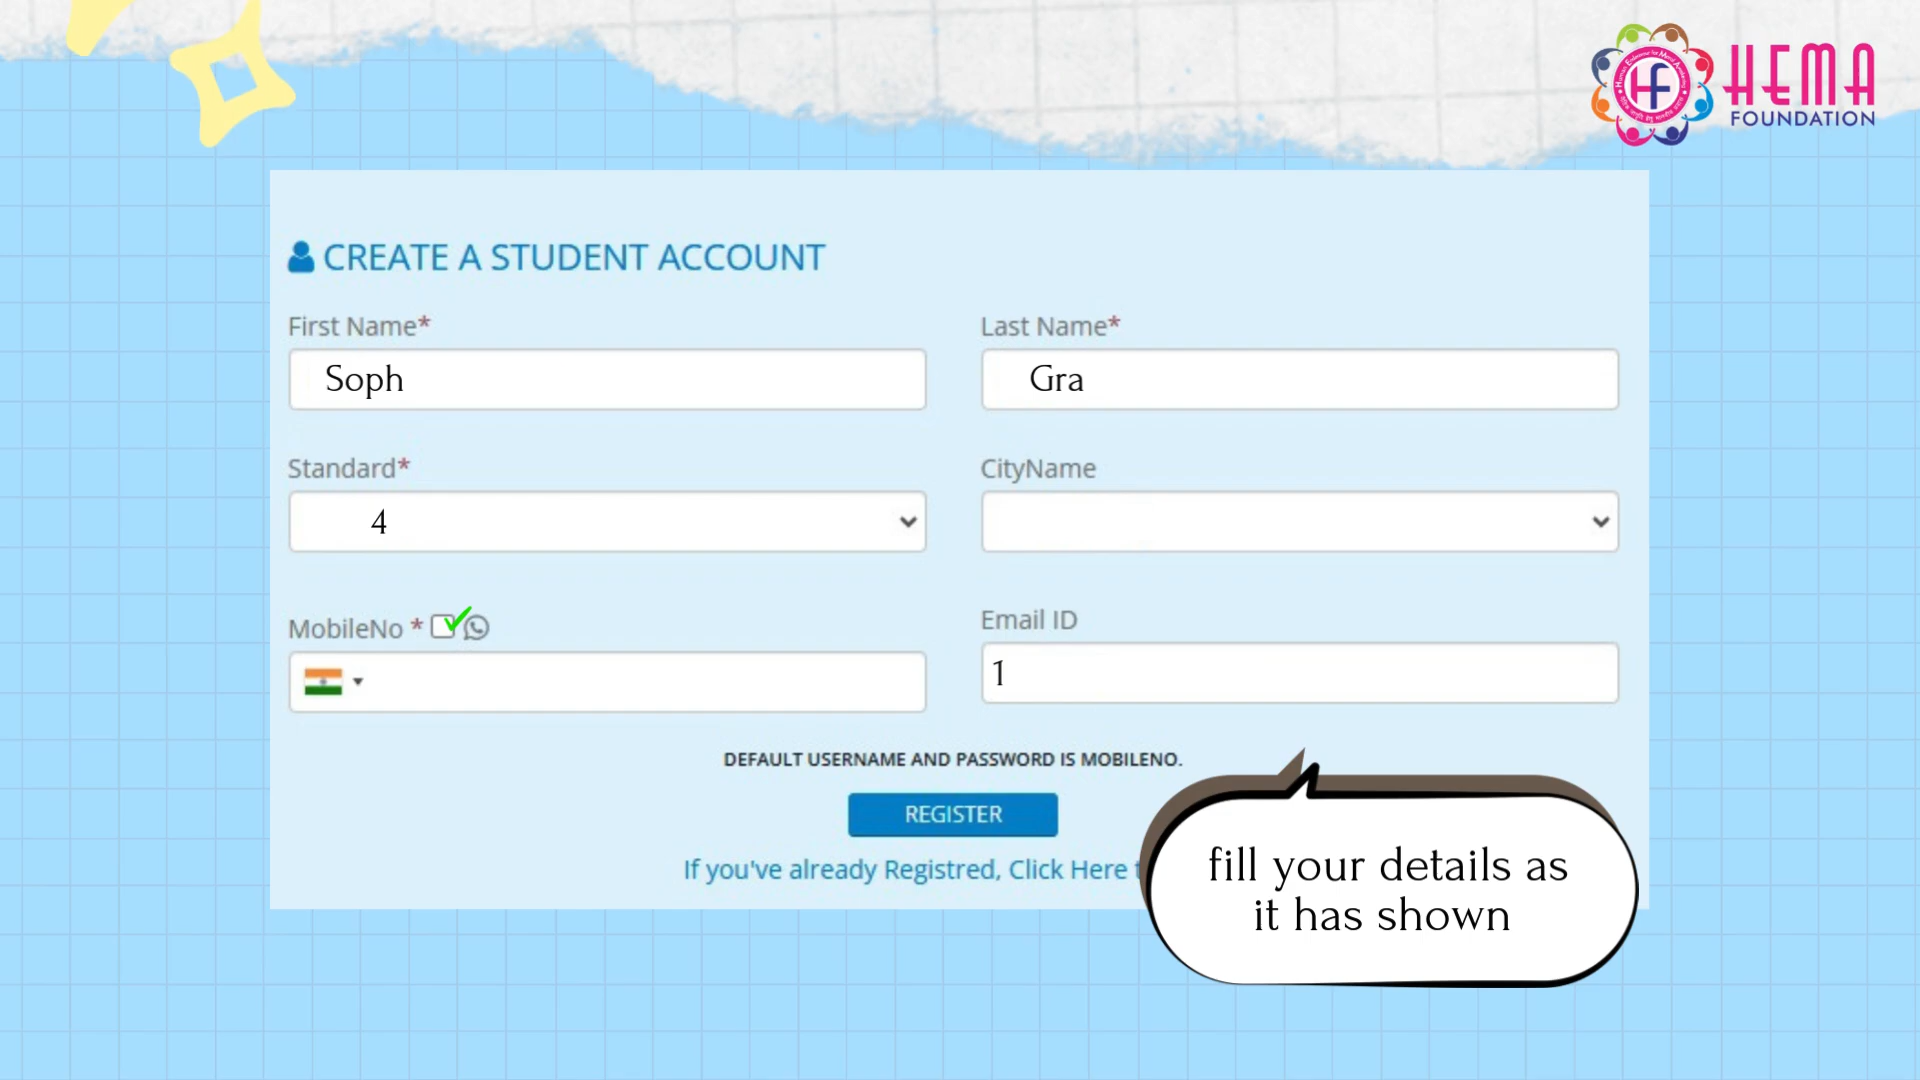 HEMA
FOUNDATION
CREATE A STUDENT ACCOUNT
First Name*
Last Name*
Soph
Gra
Standard*
CityName
4
MobileNo *
Email ID
1
DEFAULT USERNAME AND PASSWORD IS MOBILENO.
REGISTER
If you've already Registred, Click Here t
fill your details as
it has shown